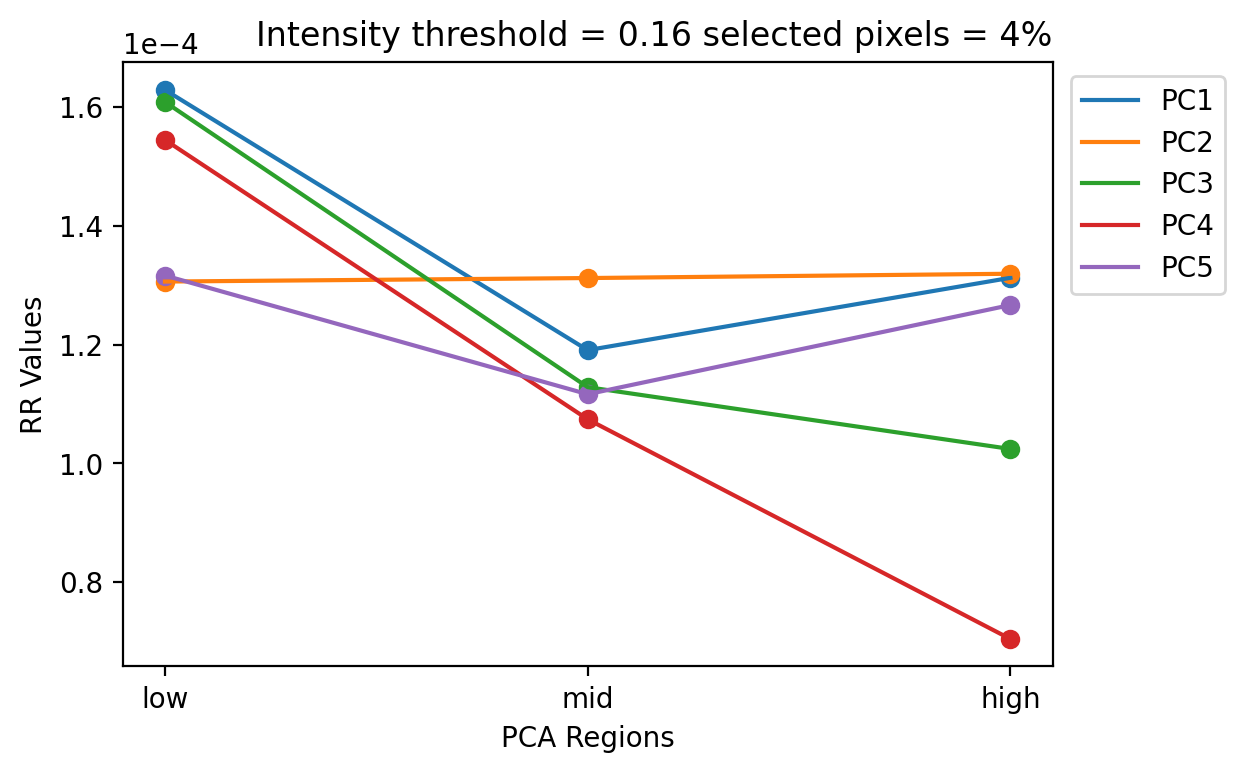 Intensity threshold = 0.16 selected pixels = 4%
1e−4
1.6
1.4
1.2
1.0
0.8
RR Values
low
mid
high
PCA Regions
PC1
PC2
PC3
PC4
PC5